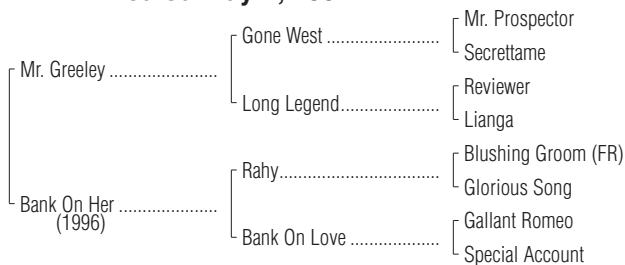 Mr. Prospector
Gone West ........................
Secrettame
Mr. Greeley ......................
Reviewer
Long Legend.....................
Lianga
Blushing Groom (FR)
Rahy..................................
Glorious Song
Bank On Her ....................
(1996)
Gallant Romeo
Bank On Love ...................
Special Account